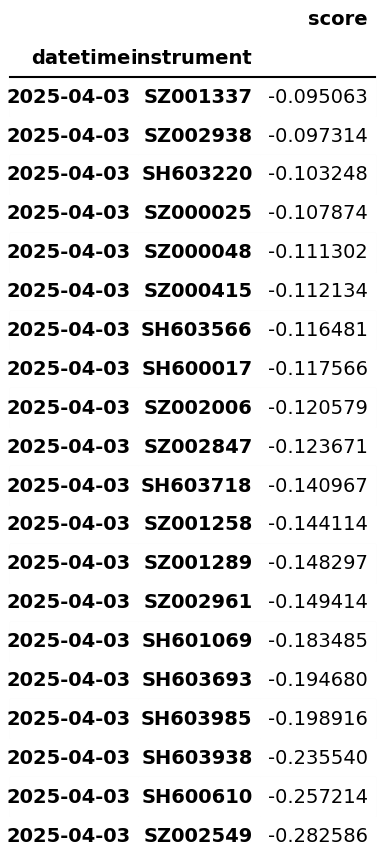 score
datetime instrument
2025-04-03 SZ001337 -0.095063
2025-04-03 SZ002938 -0.097314
2025-04-03 SH603220 -0.103248
2025-04-03 SZ000025 -0.107874
2025-04-03 SZ000048 -0.111302
2025-04-03 SZ000415 -0.112134
2025-04-03 SH603566 -0.116481
2025-04-03 SH600017 -0.117566
2025-04-03 SZ002006 -0.120579
2025-04-03 SZ002847 -0.123671
2025-04-03 SH603718 -0.140967
2025-04-03 SZ001258 -0.144114
2025-04-03 SZ001289 -0.148297
2025-04-03 SZ002961 -0.149414
2025-04-03 SH601069 -0.183485
2025-04-03 SH603693 -0.194680
2025-04-03 SH603985 -0.198916
2025-04-03 SH603938 -0.235540
2025-04-03 SH600610 -0.257214
2025-04-03 SZ002549 -0.282586